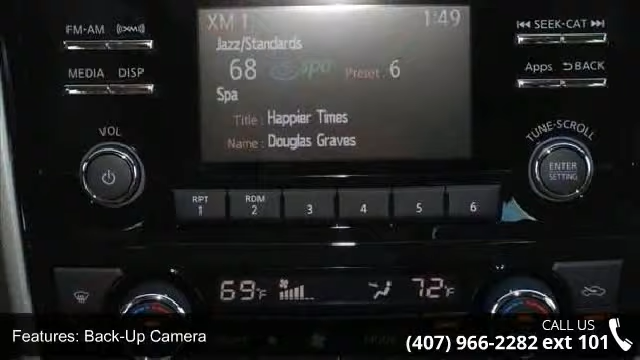 XM 1 1:49
Jazz/Standards
68 spa Preset : 6
Spa
Title : Happier Times
Name : Douglas Graves
FM-AM ((XM))
MEDIA DISP
VOL
SEEK-CAT
Apps BACK
TUNE-SCROLL
ENTER
SETTING
RPT 1
RDM 2
3
4
5
6
69°F 72°F
Features: Back-Up Camera
CALL US
(407) 966-2282 ext 101